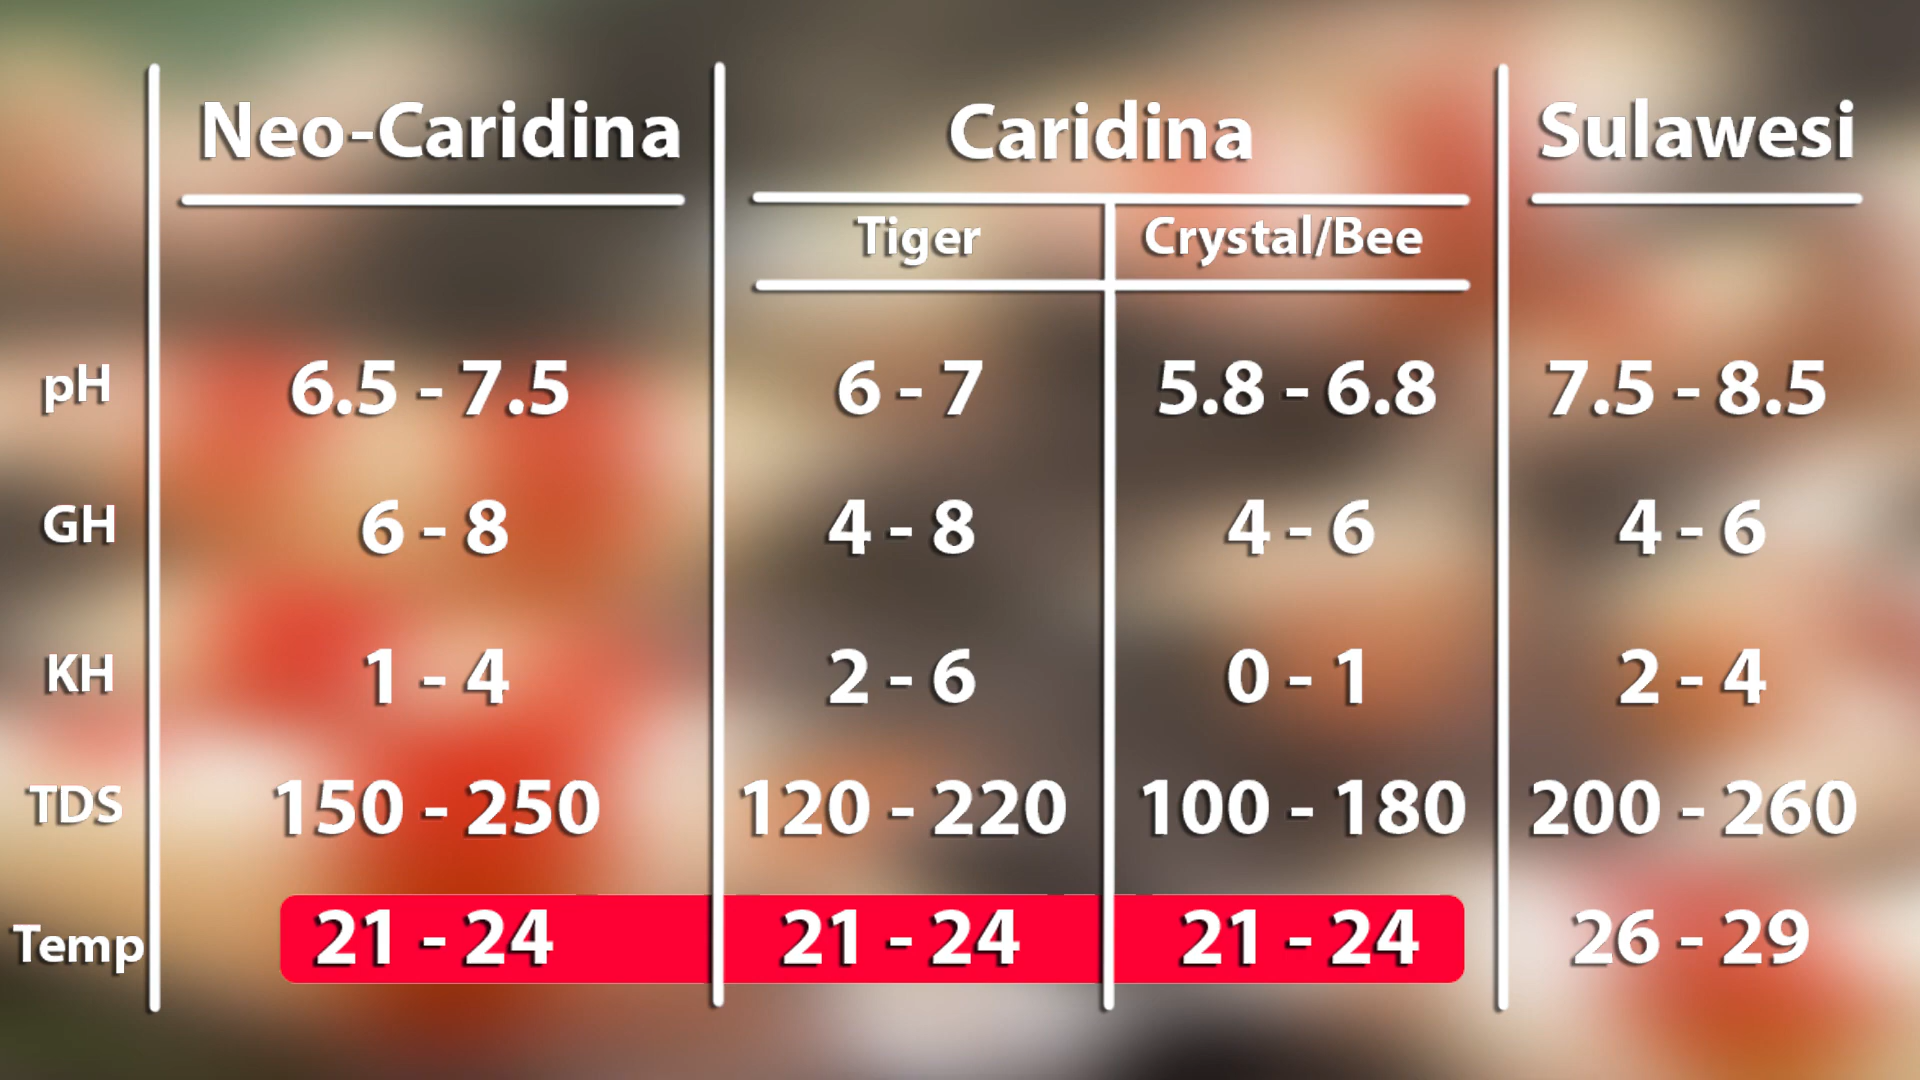 Neo-Caridina Caridina Sulawesi
Tiger Crystal/Bee
pH 6.5 - 7.5 6 - 7 5.8 - 6.8 7.5 - 8.5
GH 6 - 8 4 - 8 4 - 6 4 - 6
KH 1 - 4 2 - 6 0 - 1 2 - 4
TDS 150 - 250 120 - 220 100 - 180 200 - 260
Temp 21 - 24 21 - 24 21 - 24 26 - 29